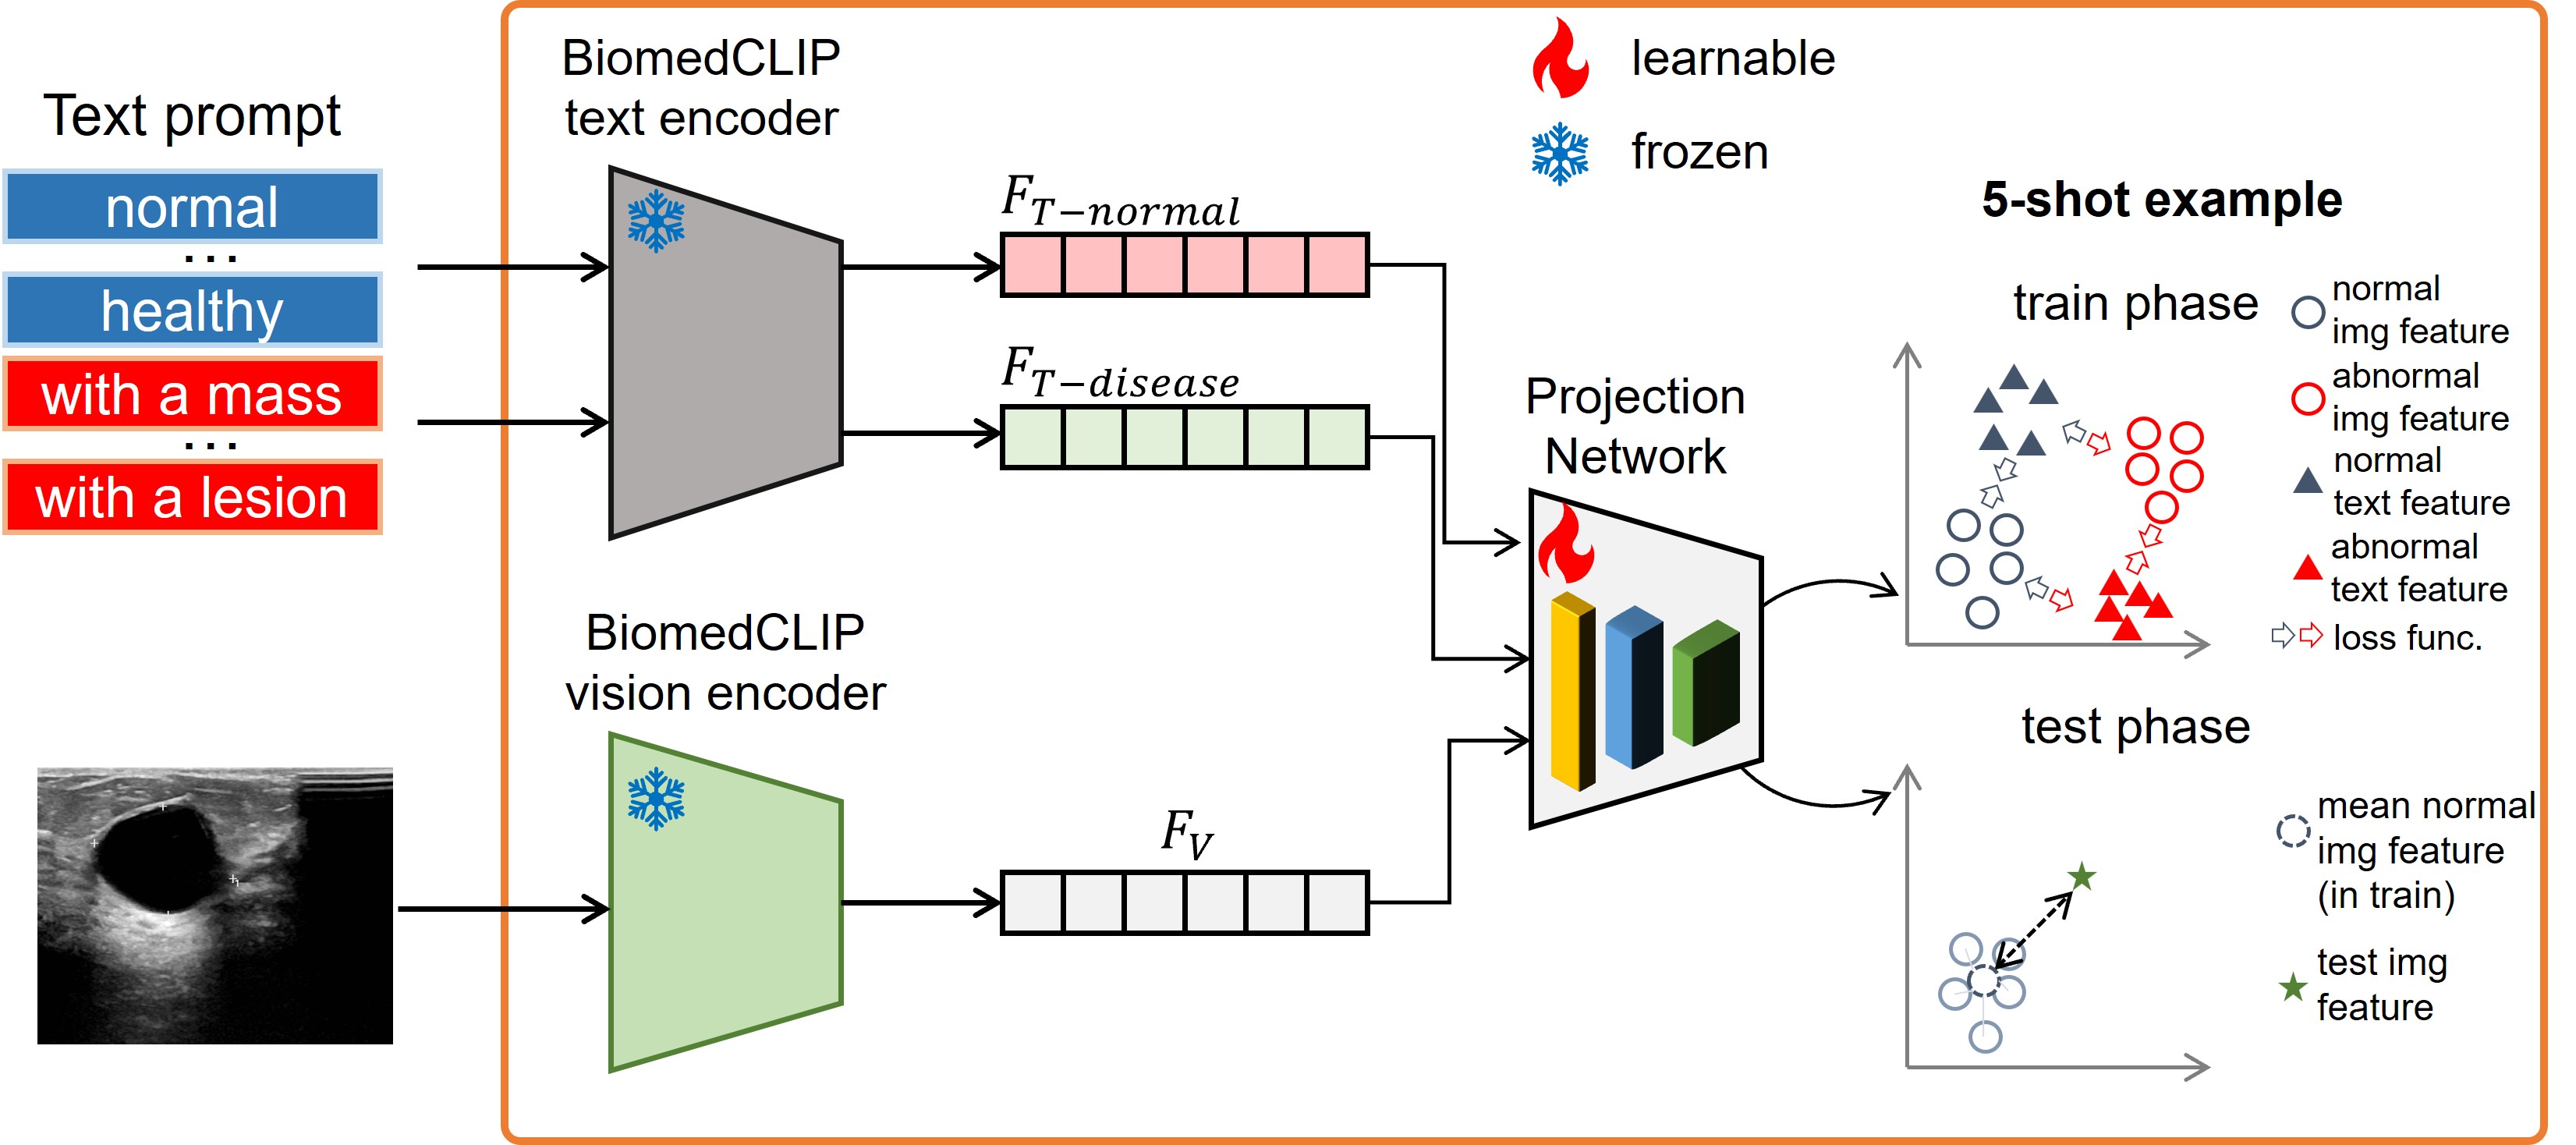 Text prompt
normal
...
healthy
with a mass
...
with a lesion
BiomedCLIP
text encoder
BiomedCLIP
vision encoder
F_{T-normal}
F_{T-disease}
F_V
learnable
frozen
Projection
Network
5-shot example
train phase
normal
img feature
abnormal
img feature
normal
text feature
abnormal
text feature
loss func.
test phase
mean normal
img feature
(in train)
test img
feature